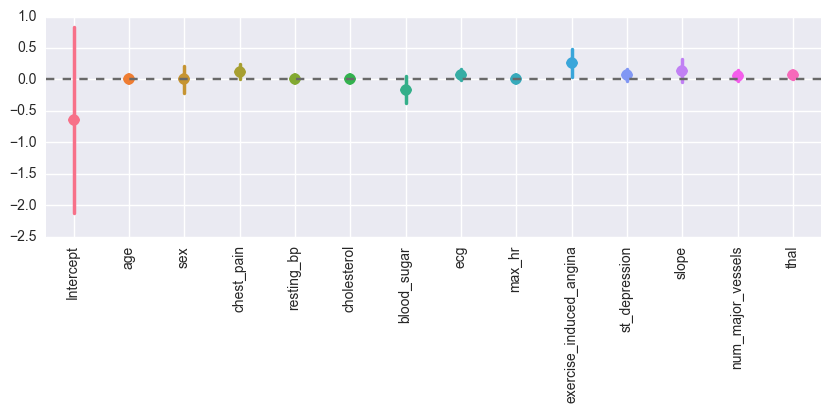 1.0
0.5
0.0
−0.5
−1.0
−1.5
−2.0
−2.5
Intercept
age
sex
chest_pain
resting_bp
cholesterol
blood_sugar
ecg
max_hr
exercise_induced_angina
st_depression
slope
num_major_vessels
thal